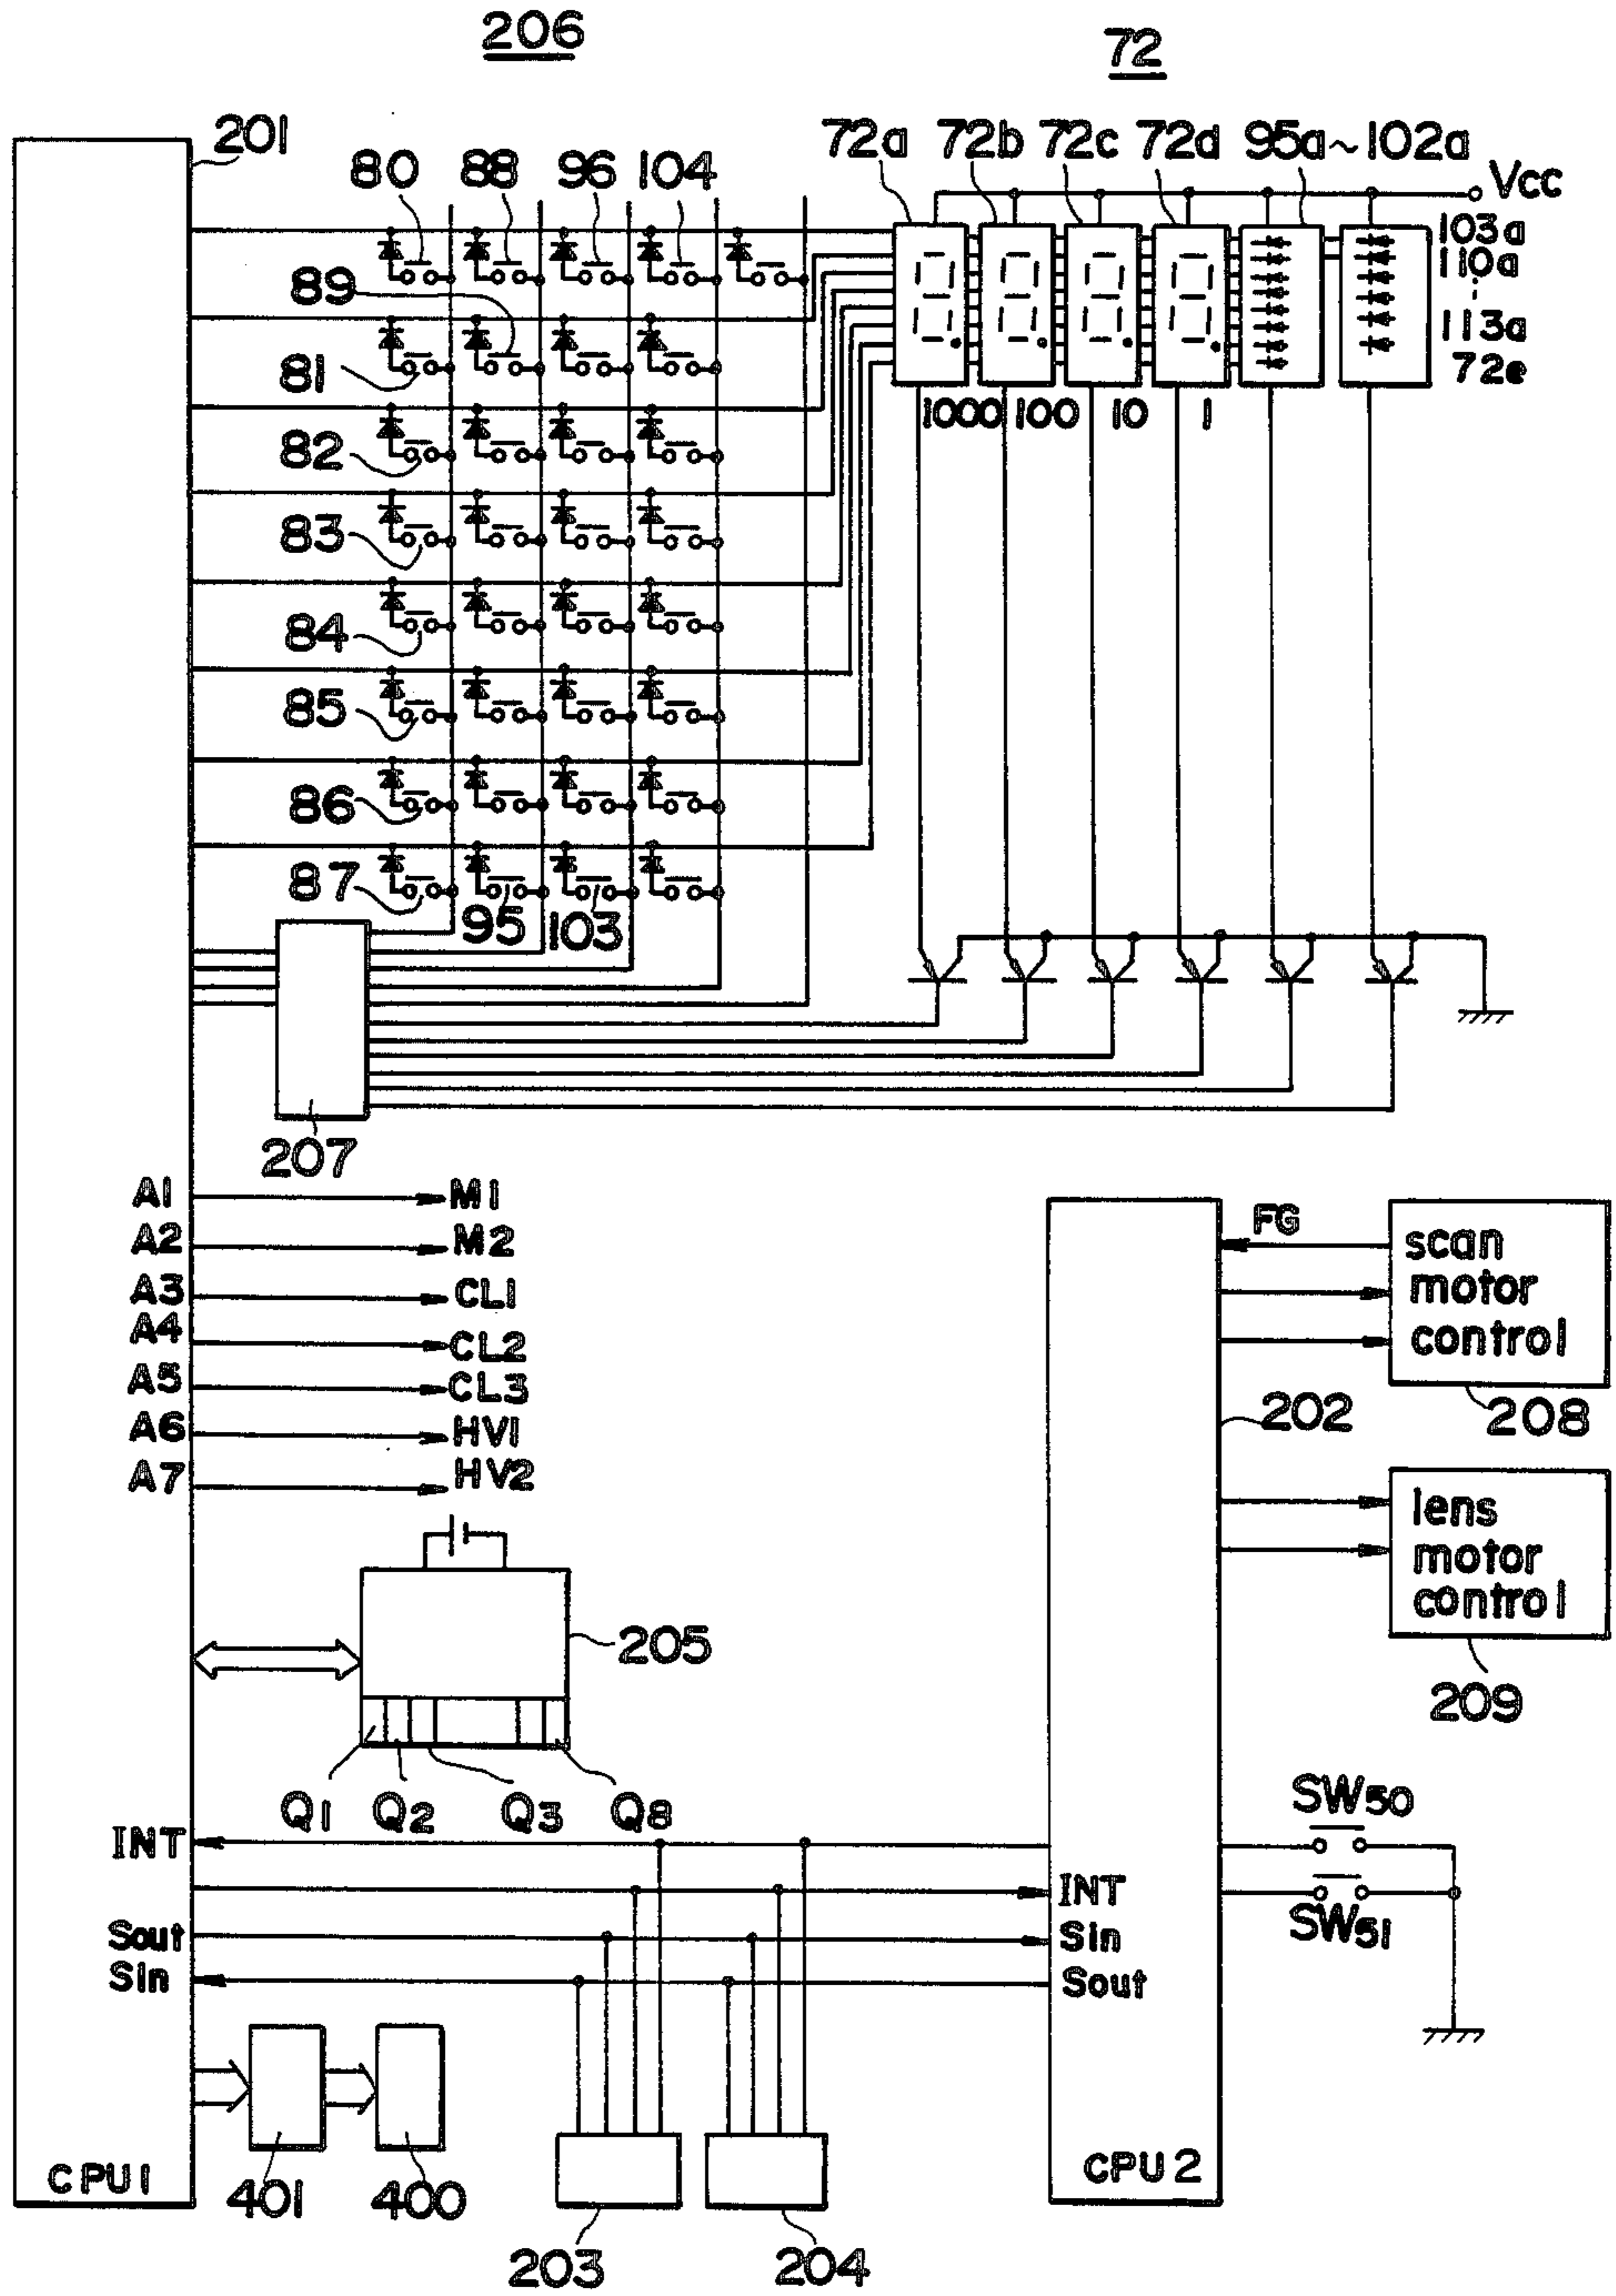 206
72
201
80 88 96 104
72a 72b 72c 72d 95a~102a
Vcc
103a
110a
113a
72e
89
81
1000 100 10 1
82
83
84
85
86
87 95 103
207
A1 M1
A2 M2
A3 CL1
A4 CL2
A5 CL3
A6 HV1
A7 HV2
FG
scan
motor
control
202
208
lens
motor
control
209
205
Q1 Q2 Q3 Q8
SW50
INT
INT
SW51
Sout Sin
Sin Sout
CPU1
CPU2
401 400
203 204